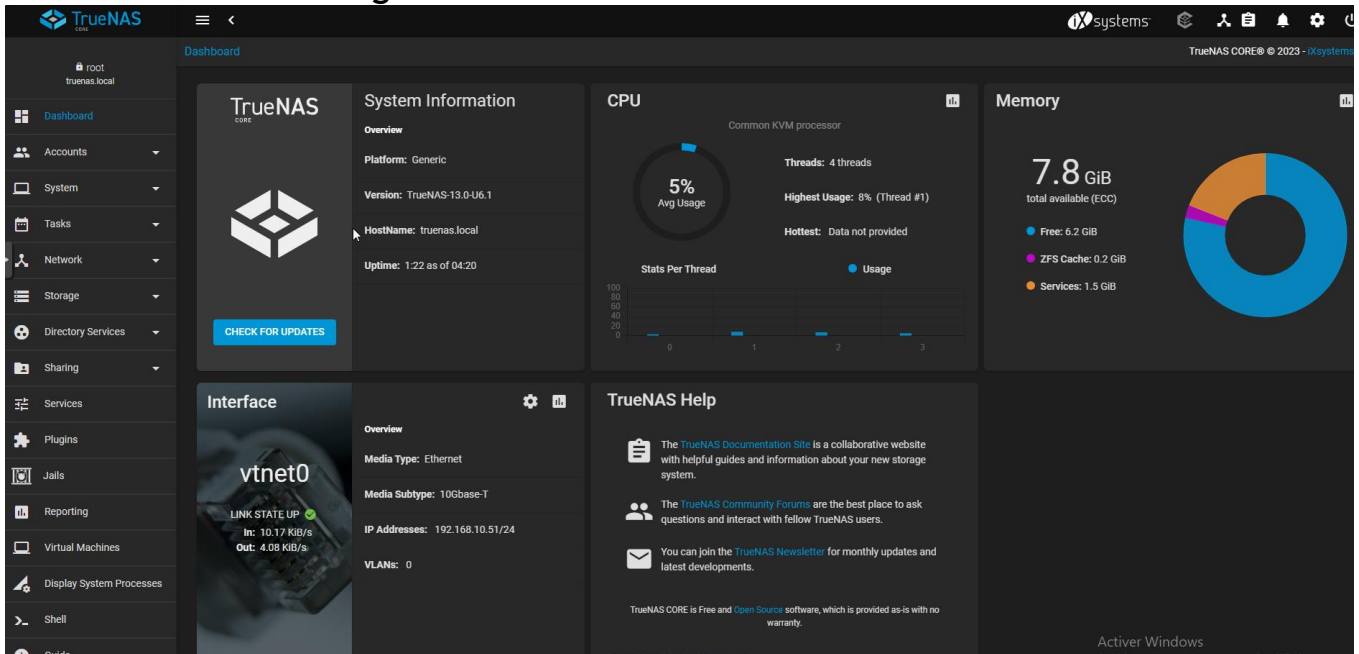 TrueNAS
CORE
iXsystems
root
truenas.local
Dashboard
TrueNAS CORE® © 2023 - iXsystems
Dashboard
Accounts
System
Tasks
Network
Storage
Directory Services
Sharing
Services
Plugins
Jails
Reporting
Virtual Machines
Display System Processes
Shell
TrueNAS
CORE
CHECK FOR UPDATES
System Information
Overview
Platform: Generic
Version: TrueNAS-13.0-U6.1
HostName: truenas.local
Uptime: 1:22 as of 04:20
CPU
Common KVM processor
5%
Avg Usage
Threads: 4 threads
Highest Usage: 8% (Thread #1)
Hottest: Data not provided
Stats Per Thread
Usage
100
80
60
40
20
0
0 1 2 3
Memory
7.8 GiB
total available (ECC)
Free: 6.2 GiB
ZFS Cache: 0.2 GiB
Services: 1.5 GiB
Interface
vtnet0
LINK STATE UP
In: 10.17 KiB/s
Out: 4.08 KiB/s
Overview
Media Type: Ethernet
Media Subtype: 10Gbase-T
IP Addresses: 192.168.10.51/24
VLANs: 0
TrueNAS Help
The TrueNAS Documentation Site is a collaborative website
with helpful guides and information about your new storage
system.
The TrueNAS Community Forums are the best place to ask
questions and interact with fellow TrueNAS users.
You can join the TrueNAS Newsletter for monthly updates and
latest developments.
TrueNAS CORE is Free and Open Source software, which is provided as-is with no
warranty.
Activer Windows